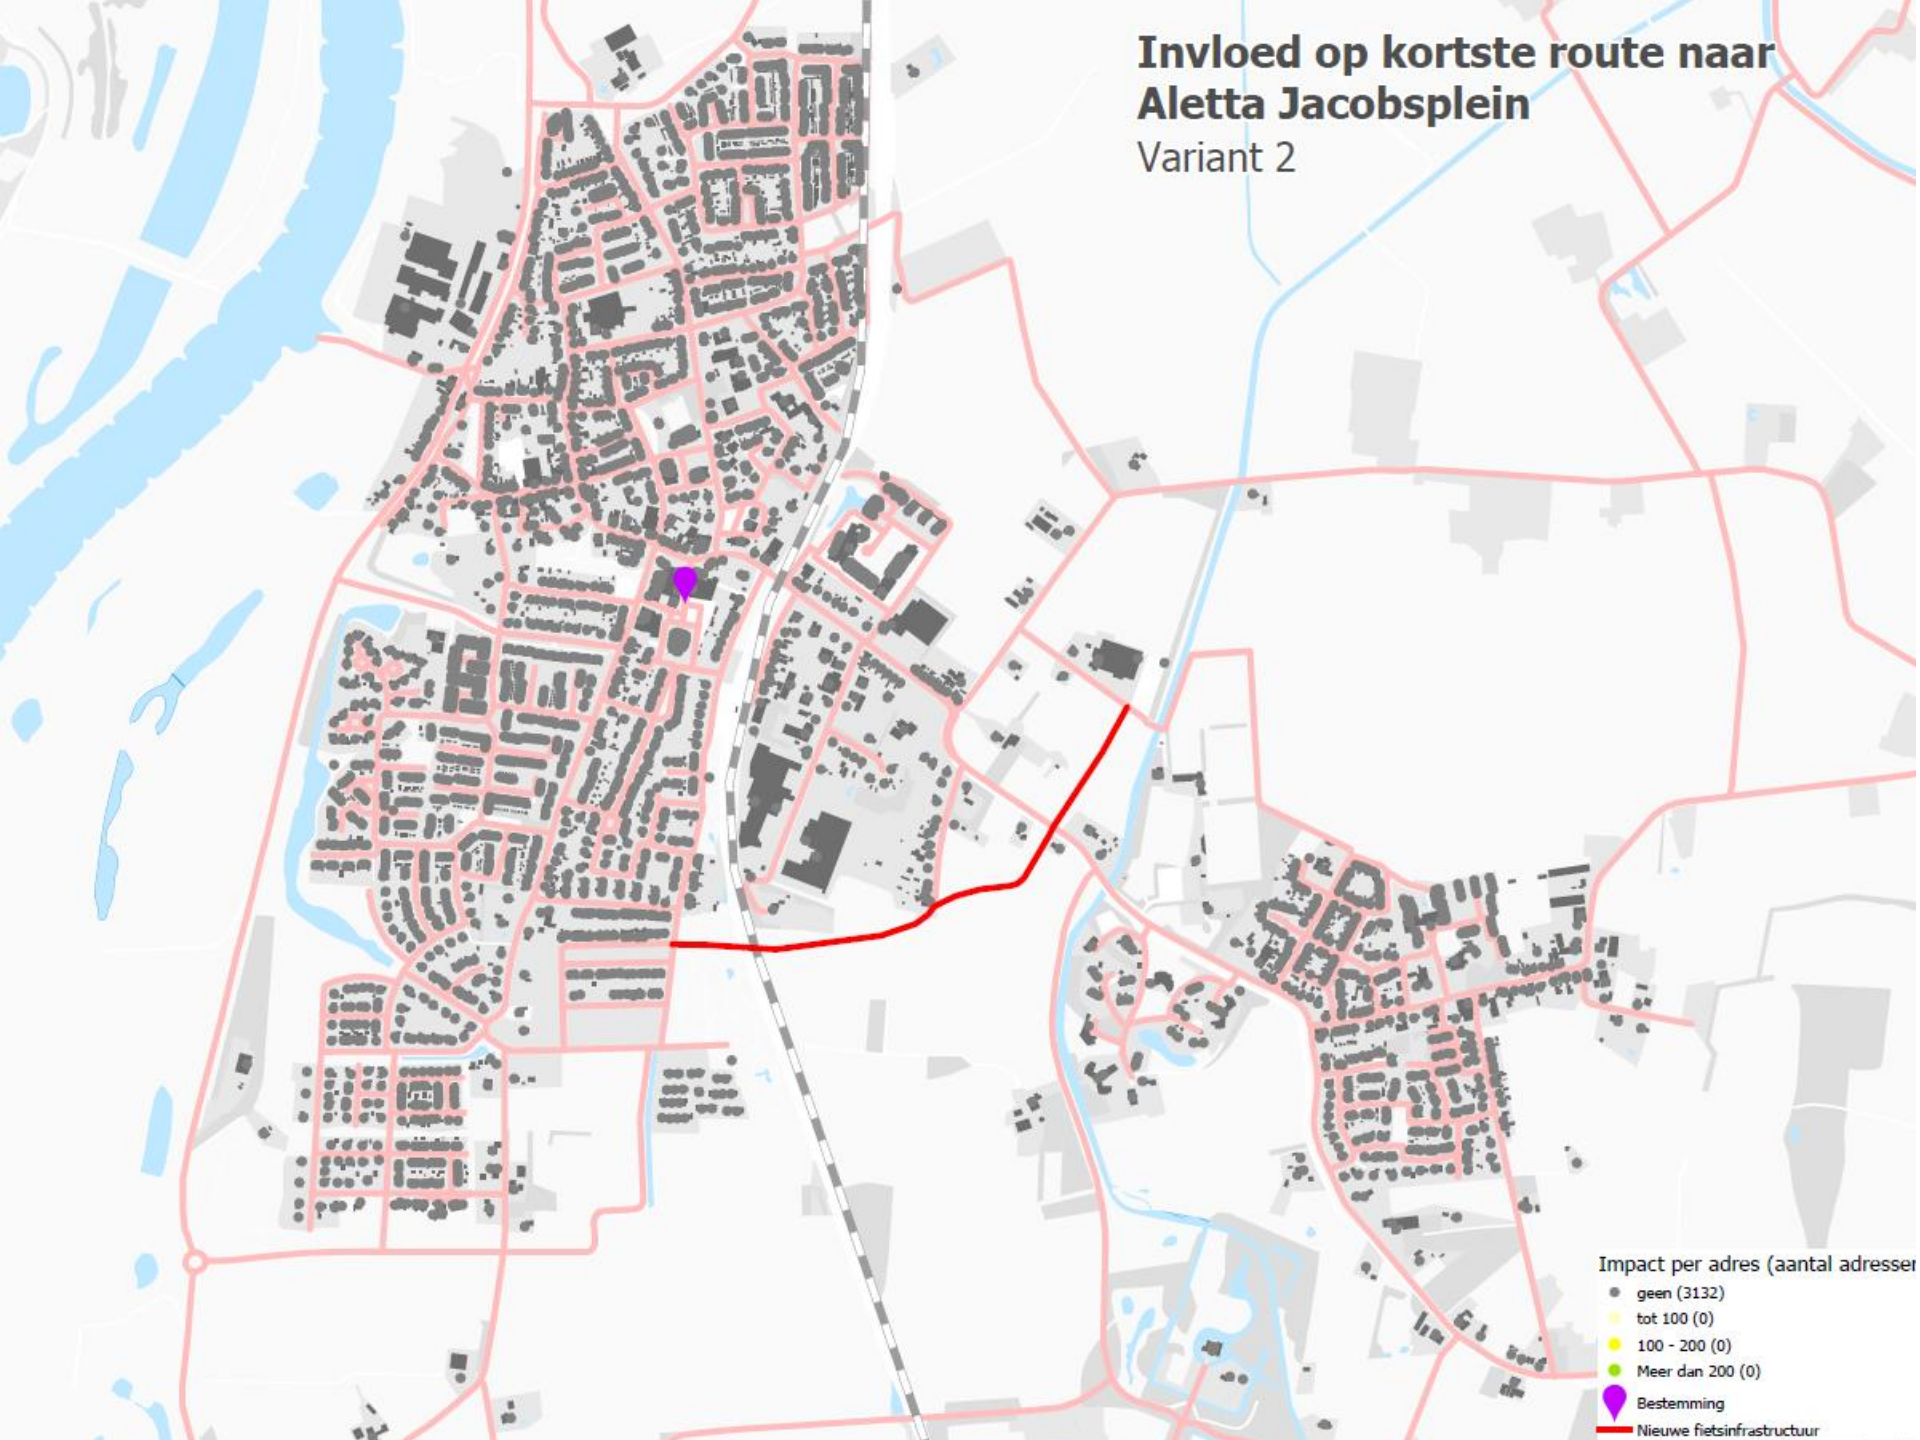 Invloed op kortste route naar
Aletta Jacobsplein
Variant 2
Impact per adres (aantal adresser
geen (3132)
tot 100 (0)
100 - 200 (0)
Meer dan 200 (0)
Bestemming
Nieuwe fietsinfrastructuur